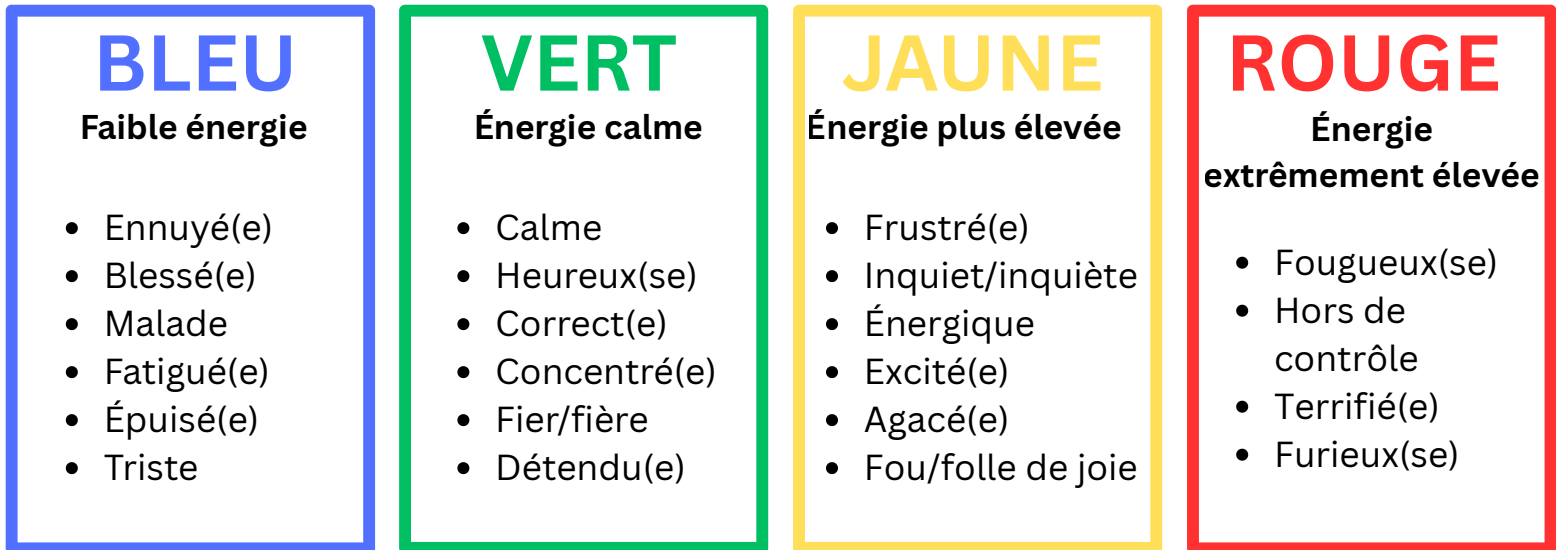 BLEU
Faible énergie
• Ennuyé(e)
• Blessé(e)
• Malade
• Fatigué(e)
• Épuisé(e)
• Triste
VERT
Énergie calme
• Calme
• Heureux(se)
• Correct(e)
• Concentré(e)
• Fier/fière
• Détendu(e)
JAUNE
Énergie plus élevée
• Frustré(e)
• Inquiet/inquiète
• Énergique
• Excité(e)
• Agacé(e)
• Fou/folle de joie
ROUGE
Énergie
extrêmement élevée
• Fougueux(se)
• Hors de
contrôle
• Terrifié(e)
• Furieux(se)